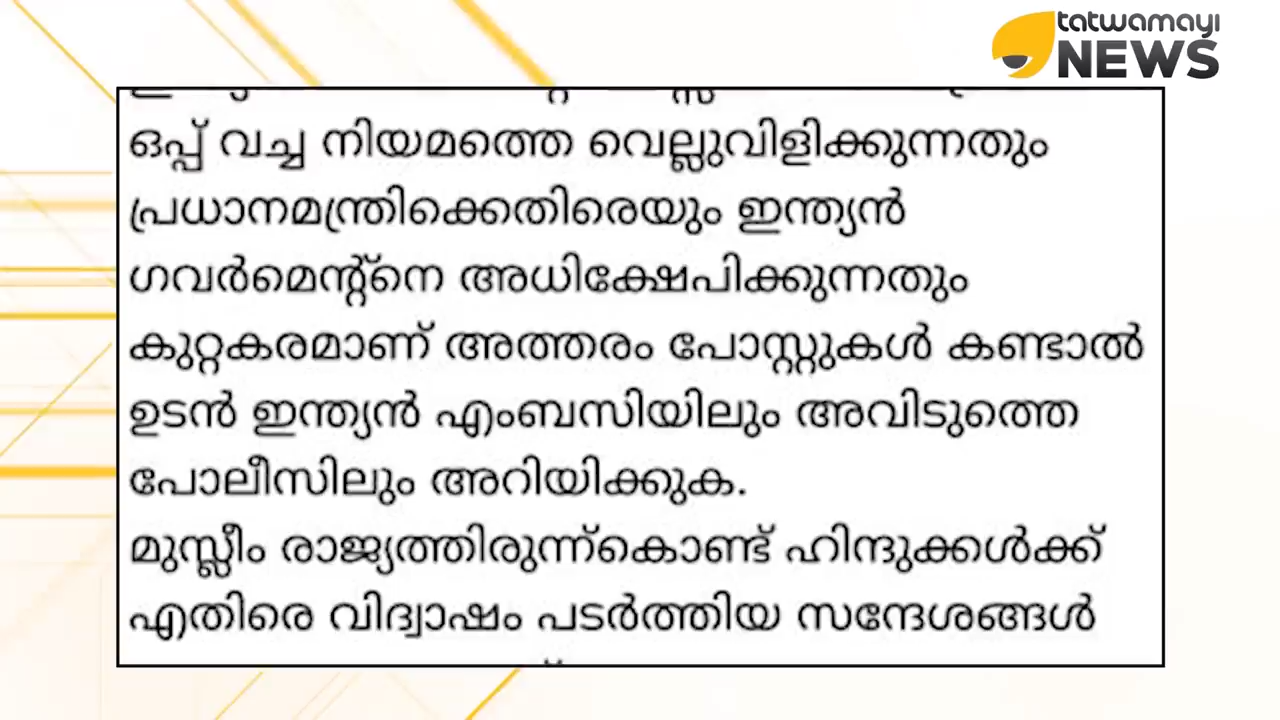 tatwamayi
NEWS
ഒപ്പ് വച്ച നിയമത്തെ വെല്ലുവിളിക്കുന്നതും
പ്രധാനമന്ത്രിക്കെതിരെയും ഇന്ത്യൻ
ഗവർമെന്റ്നെ അധിക്ഷേപിക്കുന്നതും
കുറ്റകരമാണ് അത്തരം പോസ്റ്റുകൾ കണ്ടാൽ
ഉടൻ ഇന്ത്യൻ എംബസിയിലും അവിടുത്തെ
പോലീസിലും അറിയിക്കുക.
മുസ്ലീം രാജ്യത്തിരുന്ന്കൊണ്ട് ഹിന്ദുക്കൾക്ക്
എതിരെ വിദ്വാഷം പടർത്തിയ സന്ദേശങ്ങൾ